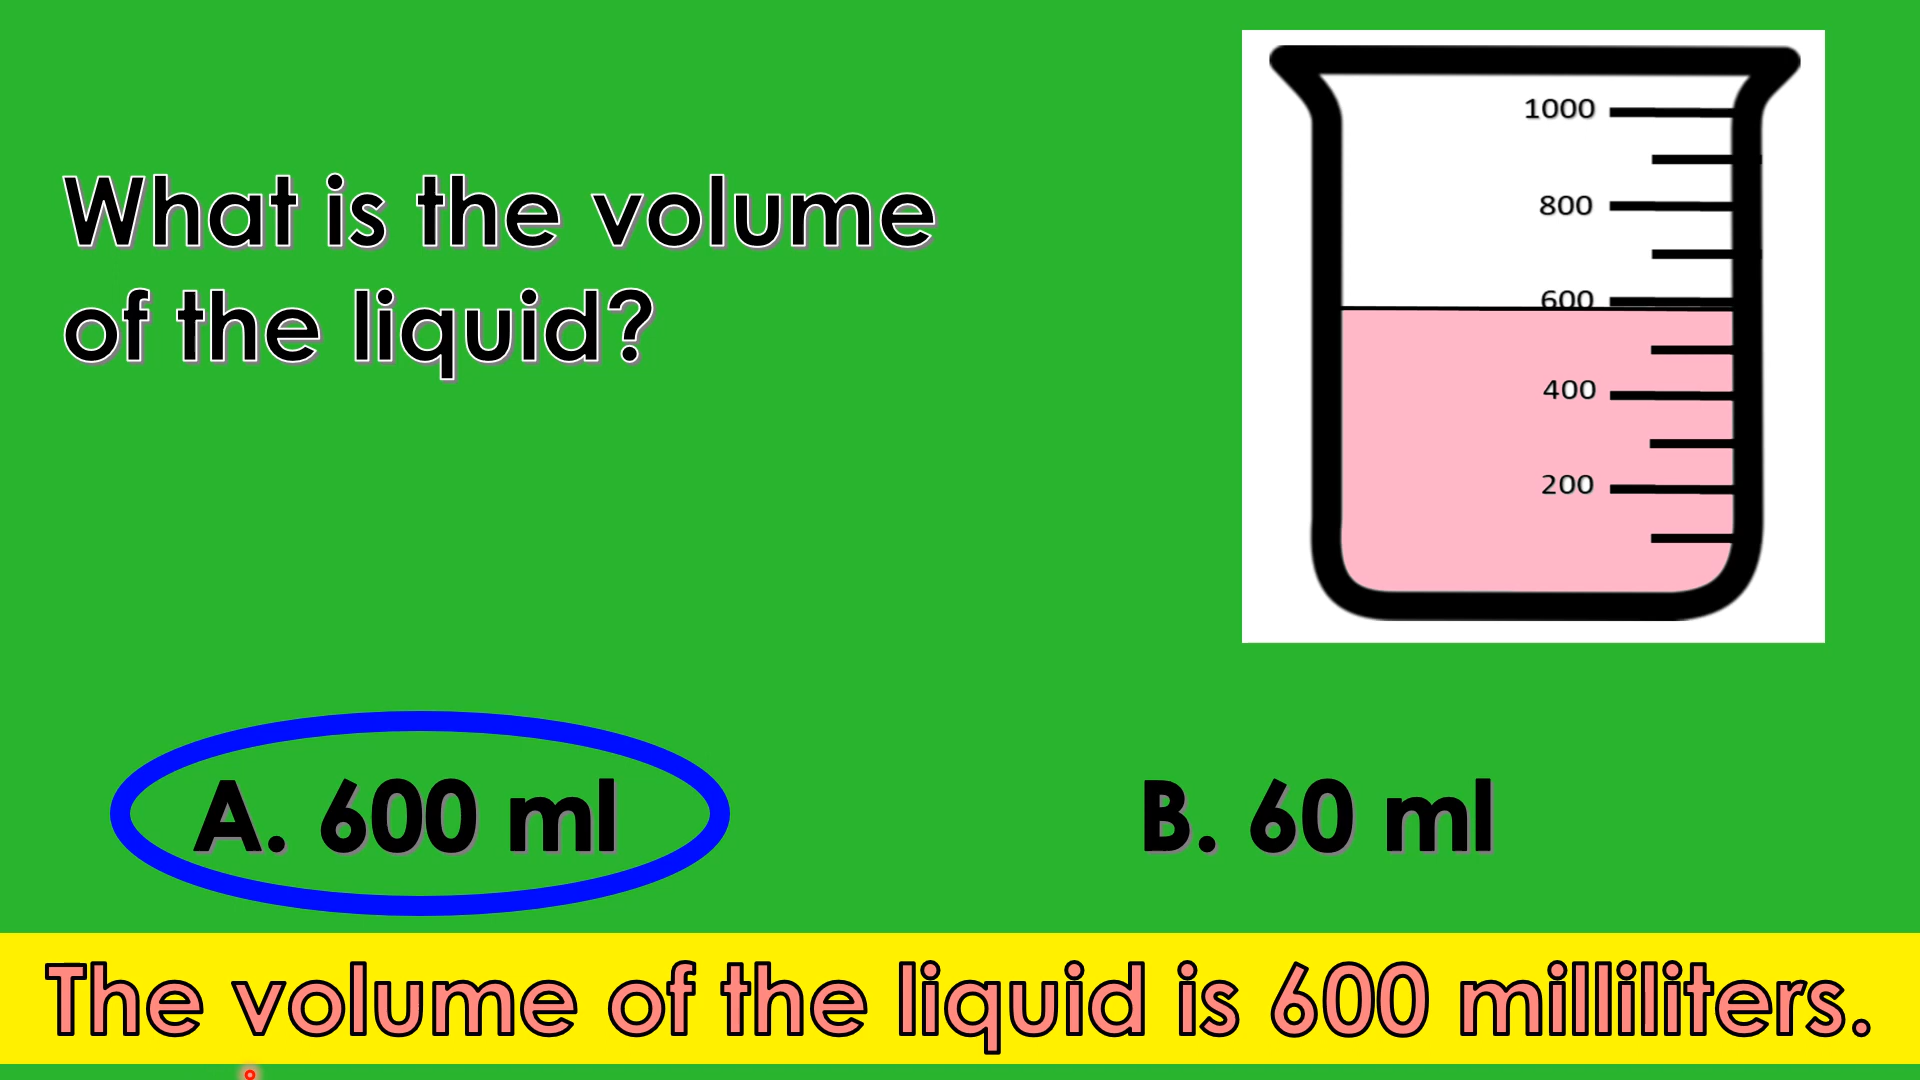 What is the volume
of the liquid?
1000
800
600
400
200
A. 600 ml
B. 60 ml
The volume of the liquid is 600 milliliters.